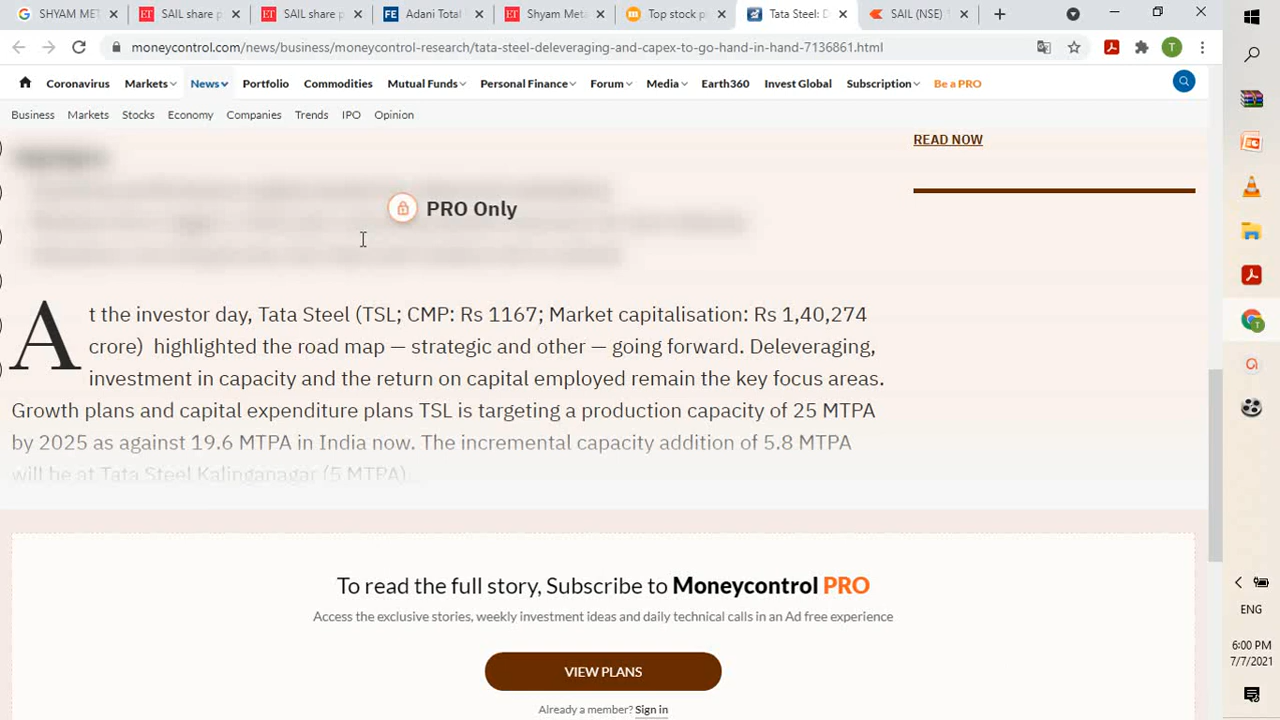 SHYAM MET
SAIL share p
SAIL share p
Adani Total
Shyam Meta
Top stock p
Tata Steel: D
SAIL (NSE) T
moneycontrol.com/news/business/moneycontrol-research/tata-steel-deleveraging-and-capex-to-go-hand-in-hand-7136861.html
T
Coronavirus Markets News Portfolio Commodities Mutual Funds Personal Finance Forum Media Earth360 Invest Global Subscription Be a PRO
Business Markets Stocks Economy Companies Trends IPO Opinion
READ NOW
PRO Only
At the investor day, Tata Steel (TSL; CMP: Rs 1167; Market capitalisation: Rs 1,40,274
crore) highlighted the road map — strategic and other — going forward. Deleveraging,
investment in capacity and the return on capital employed remain the key focus areas.
Growth plans and capital expenditure plans TSL is targeting a production capacity of 25 MTPA
by 2025 as against 19.6 MTPA in India now. The incremental capacity addition of 5.8 MTPA
will be at Tata Steel Kalinganagar (5 MTPA).
To read the full story, Subscribe to Moneycontrol PRO
Access the exclusive stories, weekly investment ideas and daily technical calls in an Ad free experience
VIEW PLANS
Already a member? Sign in
ENG
6:00 PM
7/7/2021